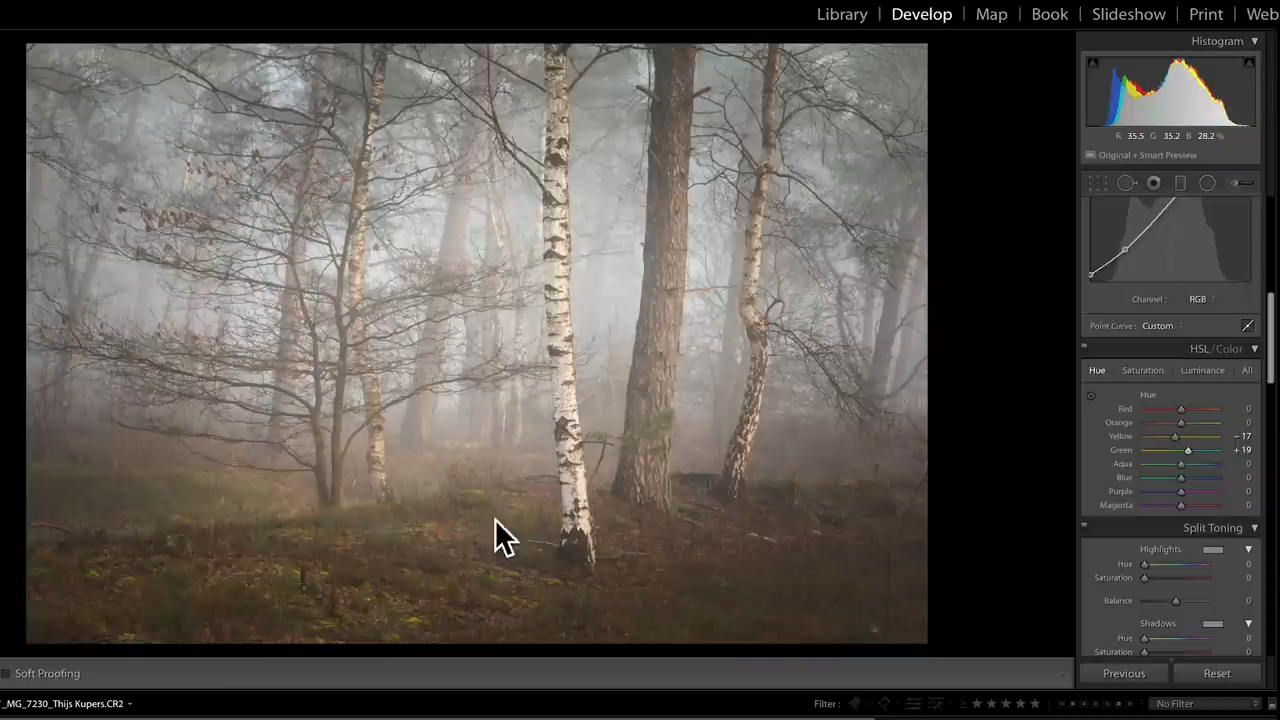 Library | Develop | Map | Book | Slideshow | Print | Web
Histogram
R 35.5 G 35.2 B 28.2 %
Original + Smart Preview
Channel : RGB
Point Curve : Custom
HSL / Color
Hue Saturation Luminance All
Hue
Red 0
Orange 0
Yellow - 17
Green + 19
Aqua 0
Blue 0
Purple 0
Magenta 0
Split Toning
Highlights
Hue 0
Saturation 0
Balance 0
Shadows
Hue 0
Saturation 0
Previous Reset
Soft Proofing
_MG_7230_Thijs Kupers.CR2
Filter : No Filter